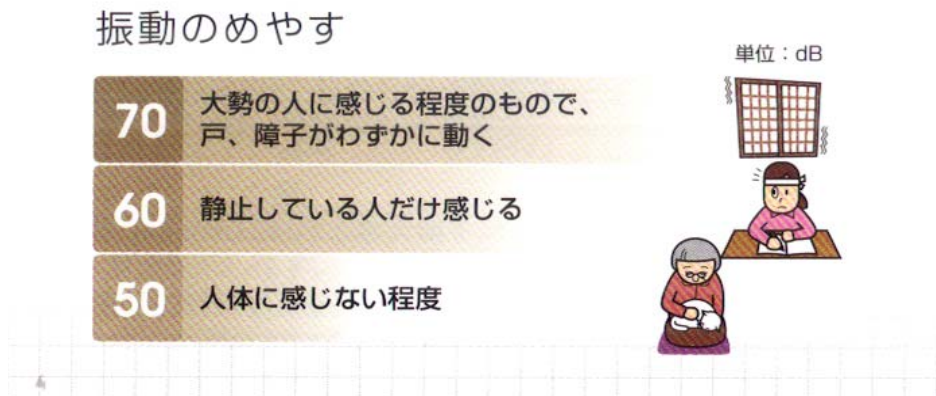 振動のめやす
単位：dB
70
大勢の人に感じる程度のもので、
戸、障子がわずかに動く
60
静止している人だけ感じる
50
人体に感じない程度